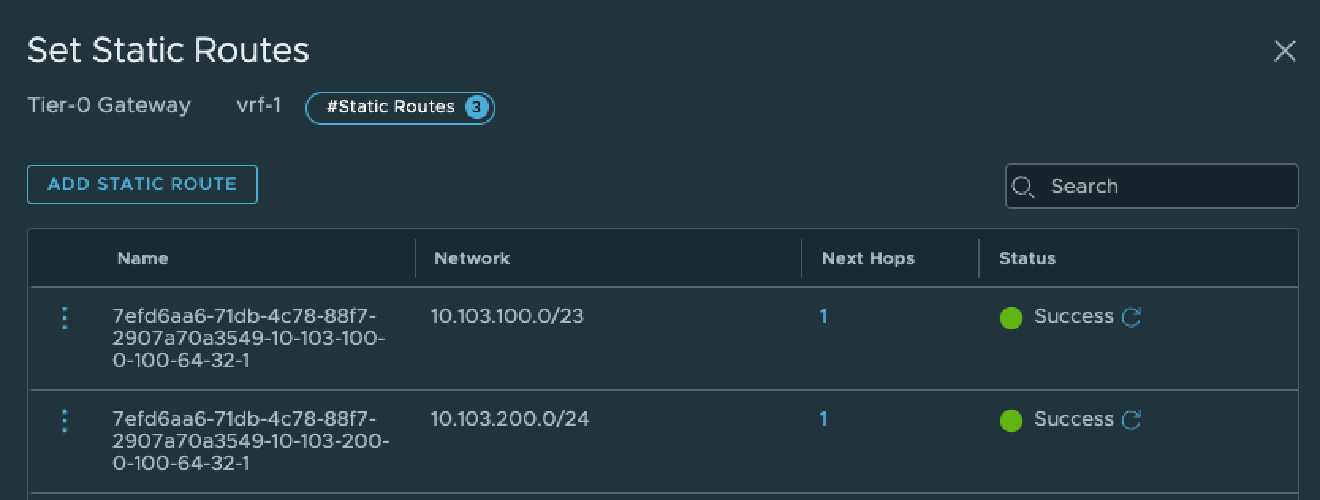 Set Static Routes
Tier-0 Gateway vrf-1 #Static Routes 3
ADD STATIC ROUTE
Search
Name Network Next Hops Status
7efd6aa6-71db-4c78-88f7- 10.103.100.0/23 1 Success
2907a70a3549-10-103-100-
0-100-64-32-1
7efd6aa6-71db-4c78-88f7- 10.103.200.0/24 1 Success
2907a70a3549-10-103-200-
0-100-64-32-1